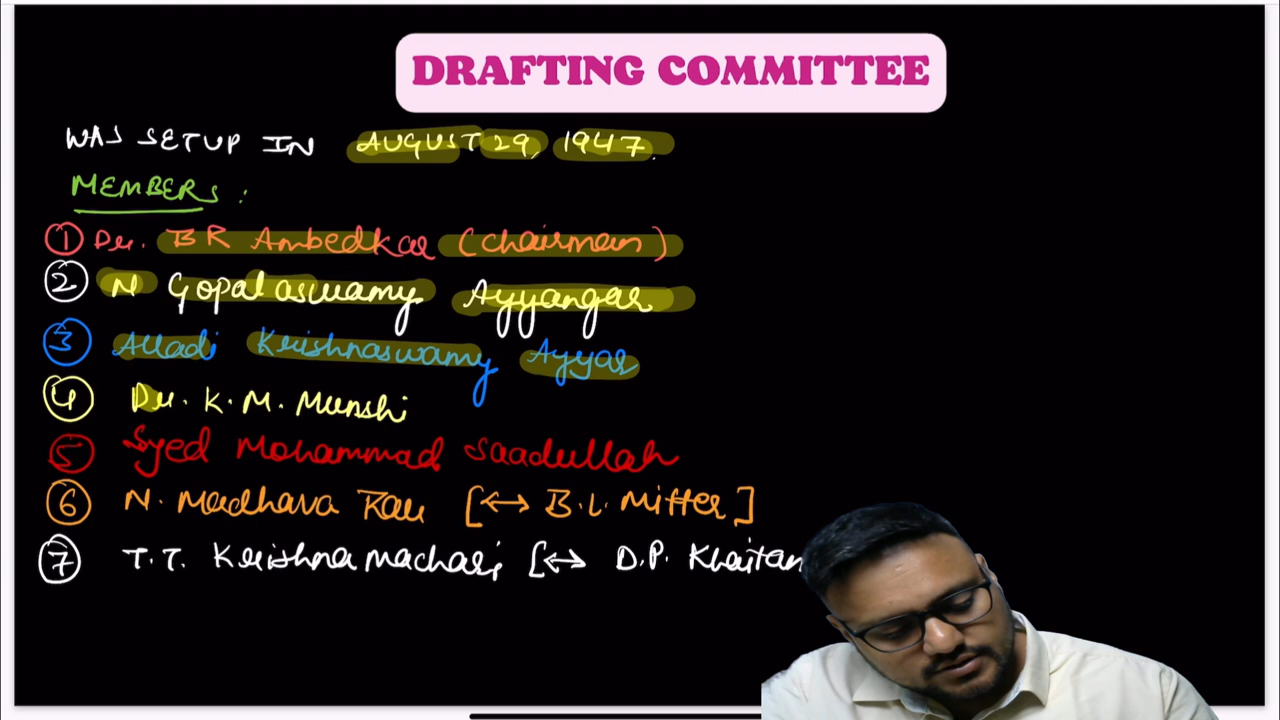 DRAFTING COMMITTEE
WAS SETUP IN AUGUST 29, 1947.
MEMBERS :
① Dr. BR Ambedkar (Chairman)
② N Gopalaswamy Ayyangar
③ Alladi Krishnaswamy Ayyar
④ Dr. K. M. Munshi
⑤ Syed Mohammad Saadullah
⑥ N. Madhava Rau [↔ B.L. Mitter]
⑦ T.T. Krishnamachari [↔ D.P. Khaitan